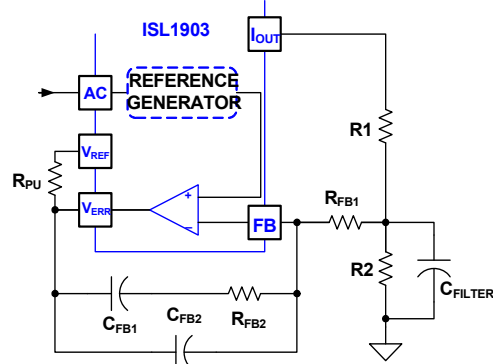 ISL1903
IOUT
AC
REFERENCE
GENERATOR
VREF
R1
RPU
RFB1
VERR
+
−
FB
R2
CFILTER
CFB1
CFB2
RFB2